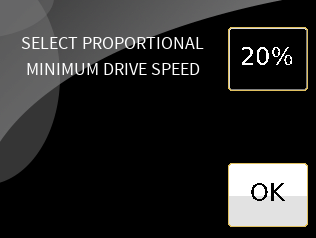 SELECT PROPORTIONAL
MINIMUM DRIVE SPEED
20%
OK